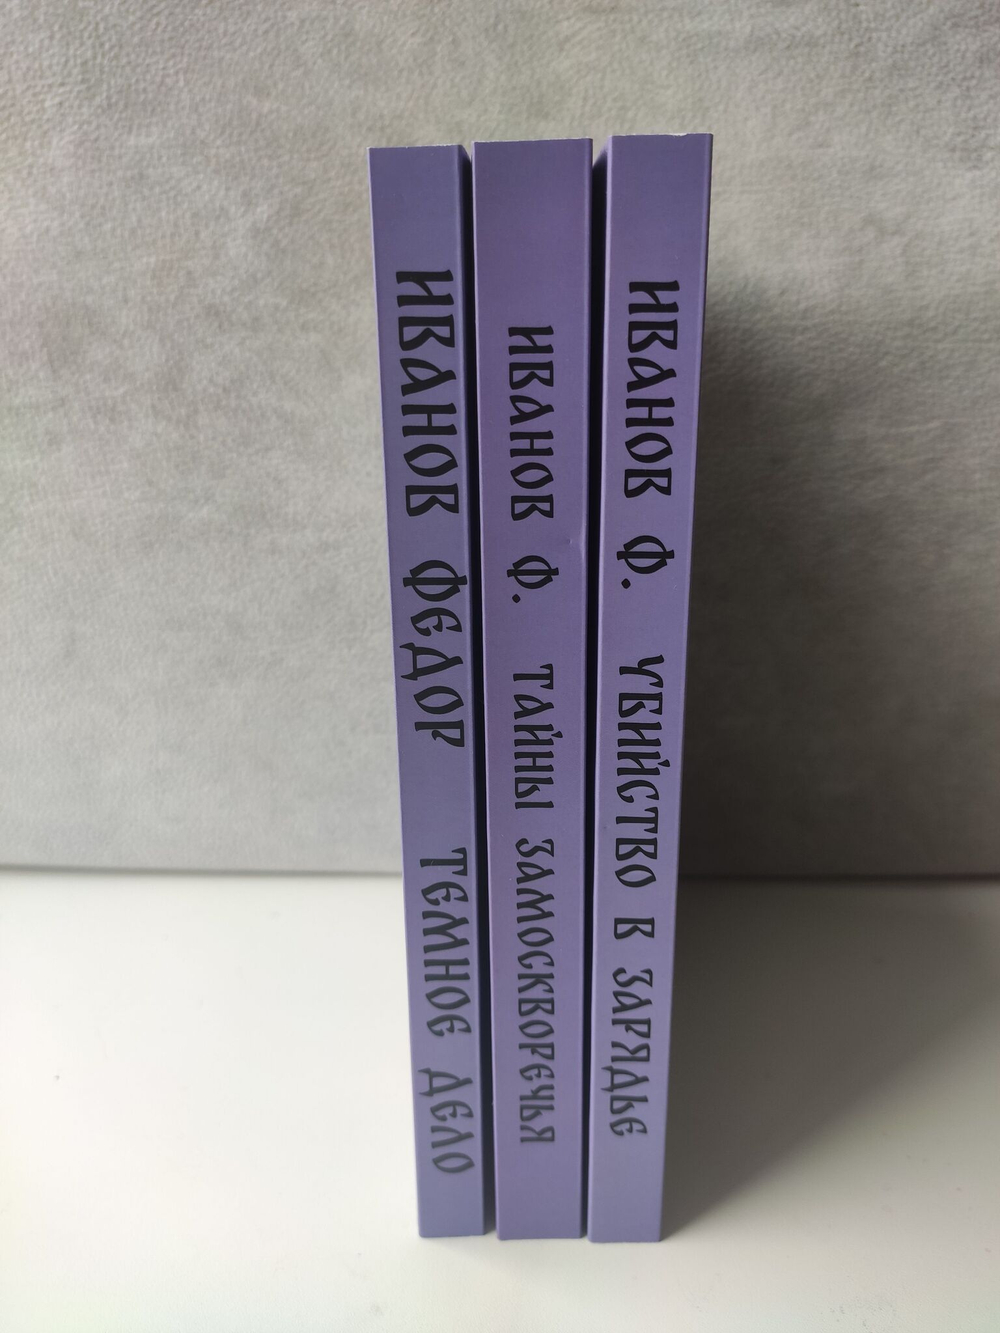 ИВАНОВ ФЕДОР ТЕМНОЕ ДЕЛО
ИВАНОВ Ф. ТАЙНЫ ЗАМОСКВОРЕЧЬЯ
ИВАНОВ Ф. УБИЙСТВО В ЗАРЯДЬЕ